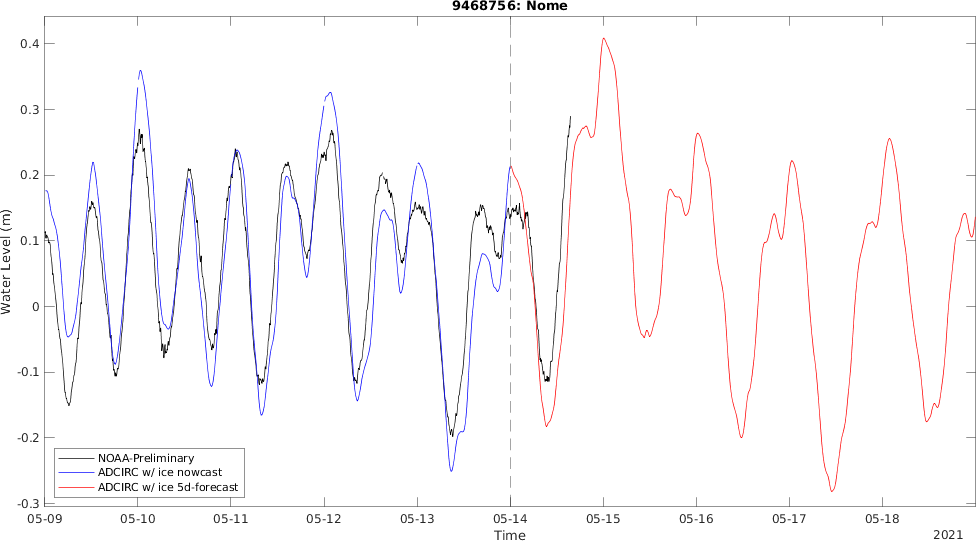 9468756: Nome
Water Level (m)
0.4
0.3
0.2
0.1
0
-0.1
-0.2
-0.3
NOAA-Preliminary
ADCIRC w/ ice nowcast
ADCIRC w/ ice 5d-forecast
05-09 05-10 05-11 05-12 05-13 05-14 05-15 05-16 05-17 05-18
Time
2021